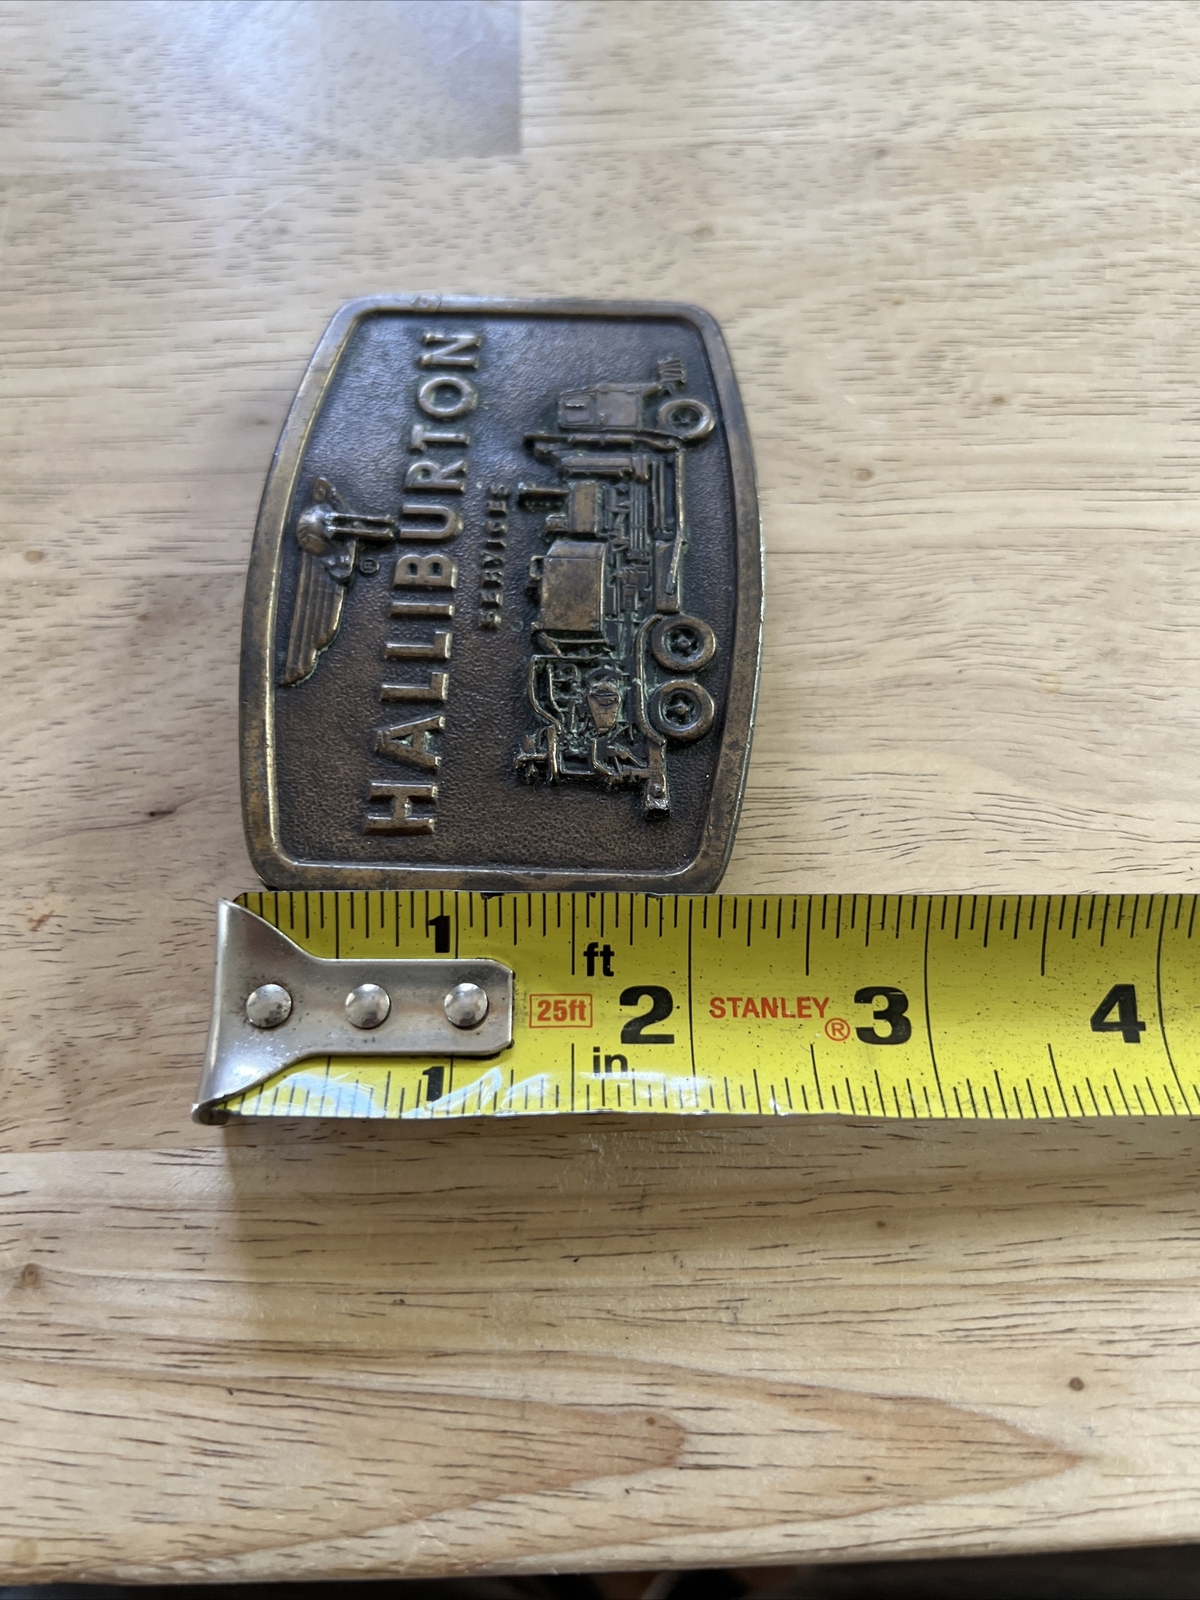 HALLIBURTON
®
SERVICES
1 ft
25ft 2 STANLEY ® 3 4
1 in